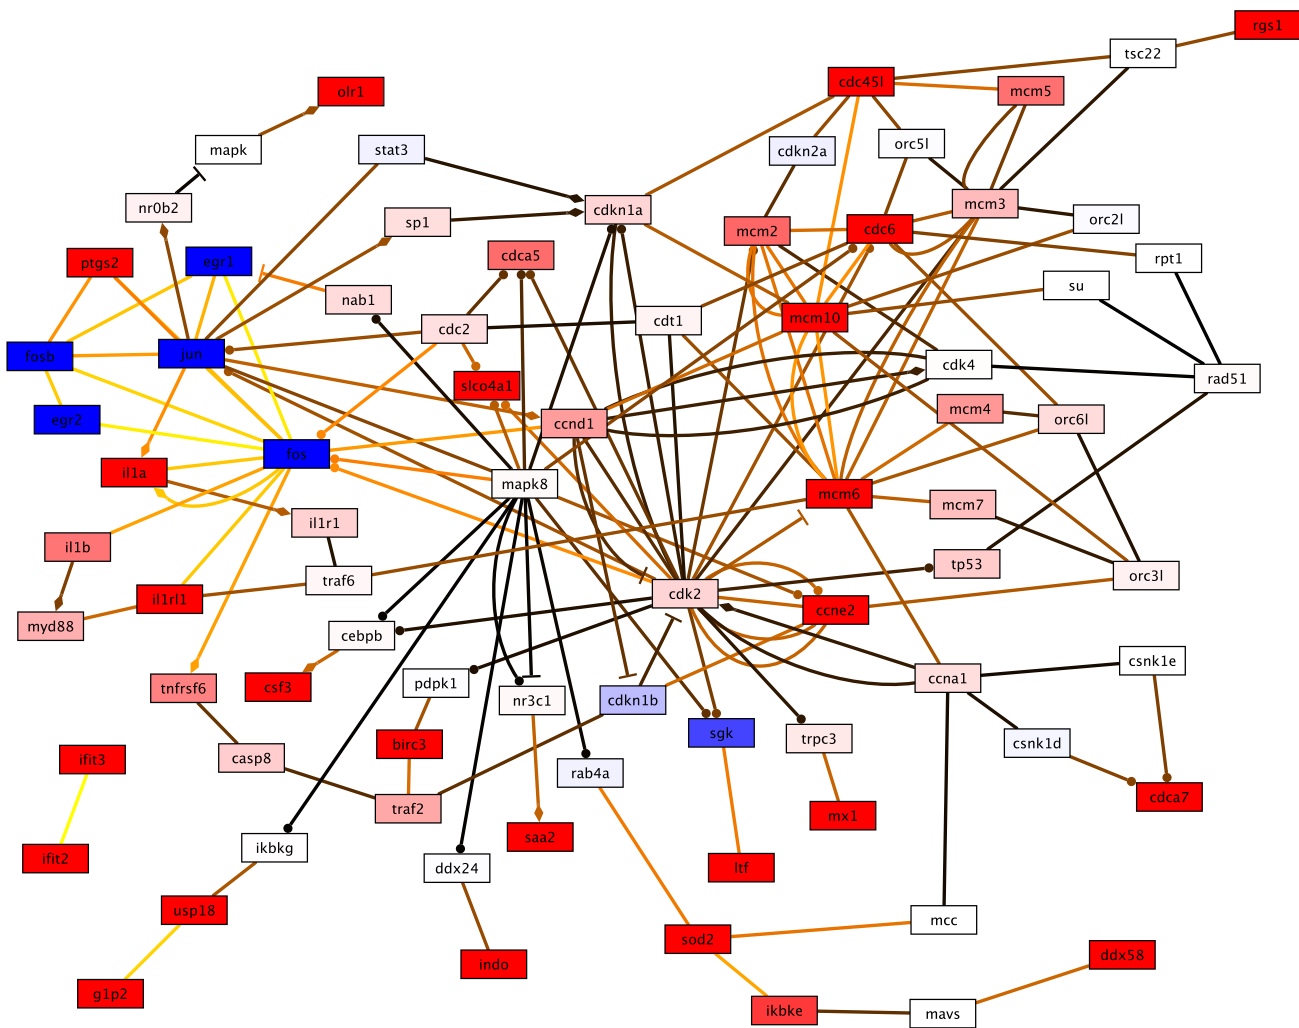 rgs1
tsc22
cdc45l
mcm5
olr1
mapk
stat3
cdkn2a
orc5l
nr0b2
sp1
cdkn1a
mcm3
orc2l
mcm2
cdc6
ptgs2
egr1
cdca5
rpt1
nab1
su
cdc2
cdt1
mcm10
fosb
jun
cdk4
rad51
slco4a1
egr2
ccnd1
mcm4
orc6l
fos
il1a
mapk8
mcm6
mcm7
il1r1
il1b
tp53
traf6
orc3l
il1rl1
cdk2
ccne2
myd88
cebpb
csnk1e
tnfrsf6
csf3
pdpk1
nr3c1
cdkn1b
ccna1
sgk
trpc3
csnk1d
birc3
casp8
ifit3
rab4a
cdca7
traf2
mx1
saa2
ikbkg
ifit2
ddx24
ltf
usp18
mcc
sod2
indo
ddx58
g1p2
ikbke
mavs